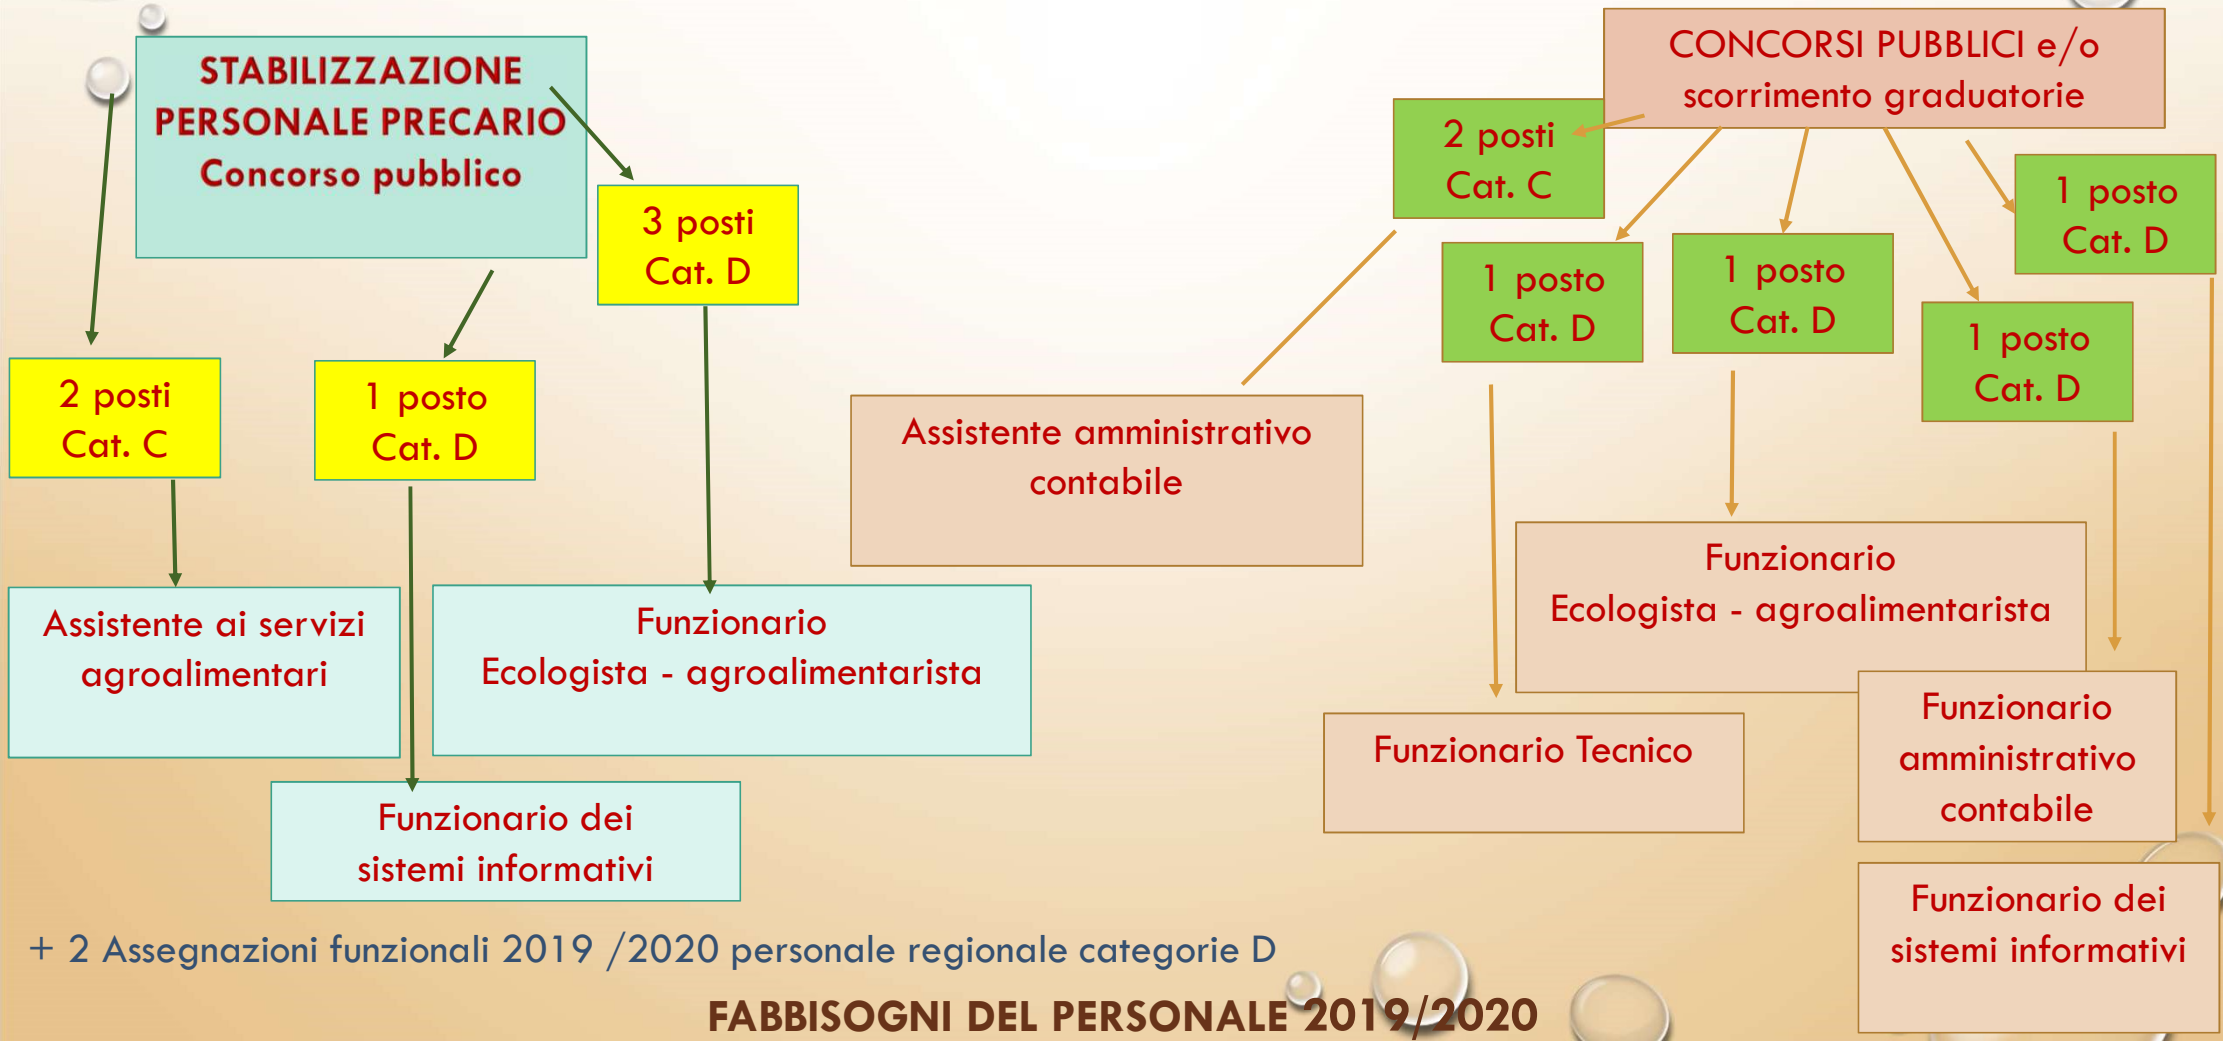 STABILIZZAZIONE
PERSONALE PRECARIO
Concorso pubblico
3 posti
Cat. D
2 posti
Cat. C
1 posto
Cat. D
Assistente ai servizi
agroalimentari
Funzionario
Ecologista - agroalimentarista
Funzionario dei
sistemi informativi
CONCORSI PUBBLICI e/o
scorrimento graduatorie
2 posti
Cat. C
1 posto
Cat. D
1 posto
Cat. D
1 posto
Cat. D
1 posto
Cat. D
Assistente amministrativo
contabile
Funzionario
Ecologista - agroalimentarista
Funzionario Tecnico
Funzionario
amministrativo
contabile
Funzionario dei
sistemi informativi
+ 2 Assegnazioni funzionali 2019 /2020 personale regionale categorie D
FABBISOGNI DEL PERSONALE 2019/2020